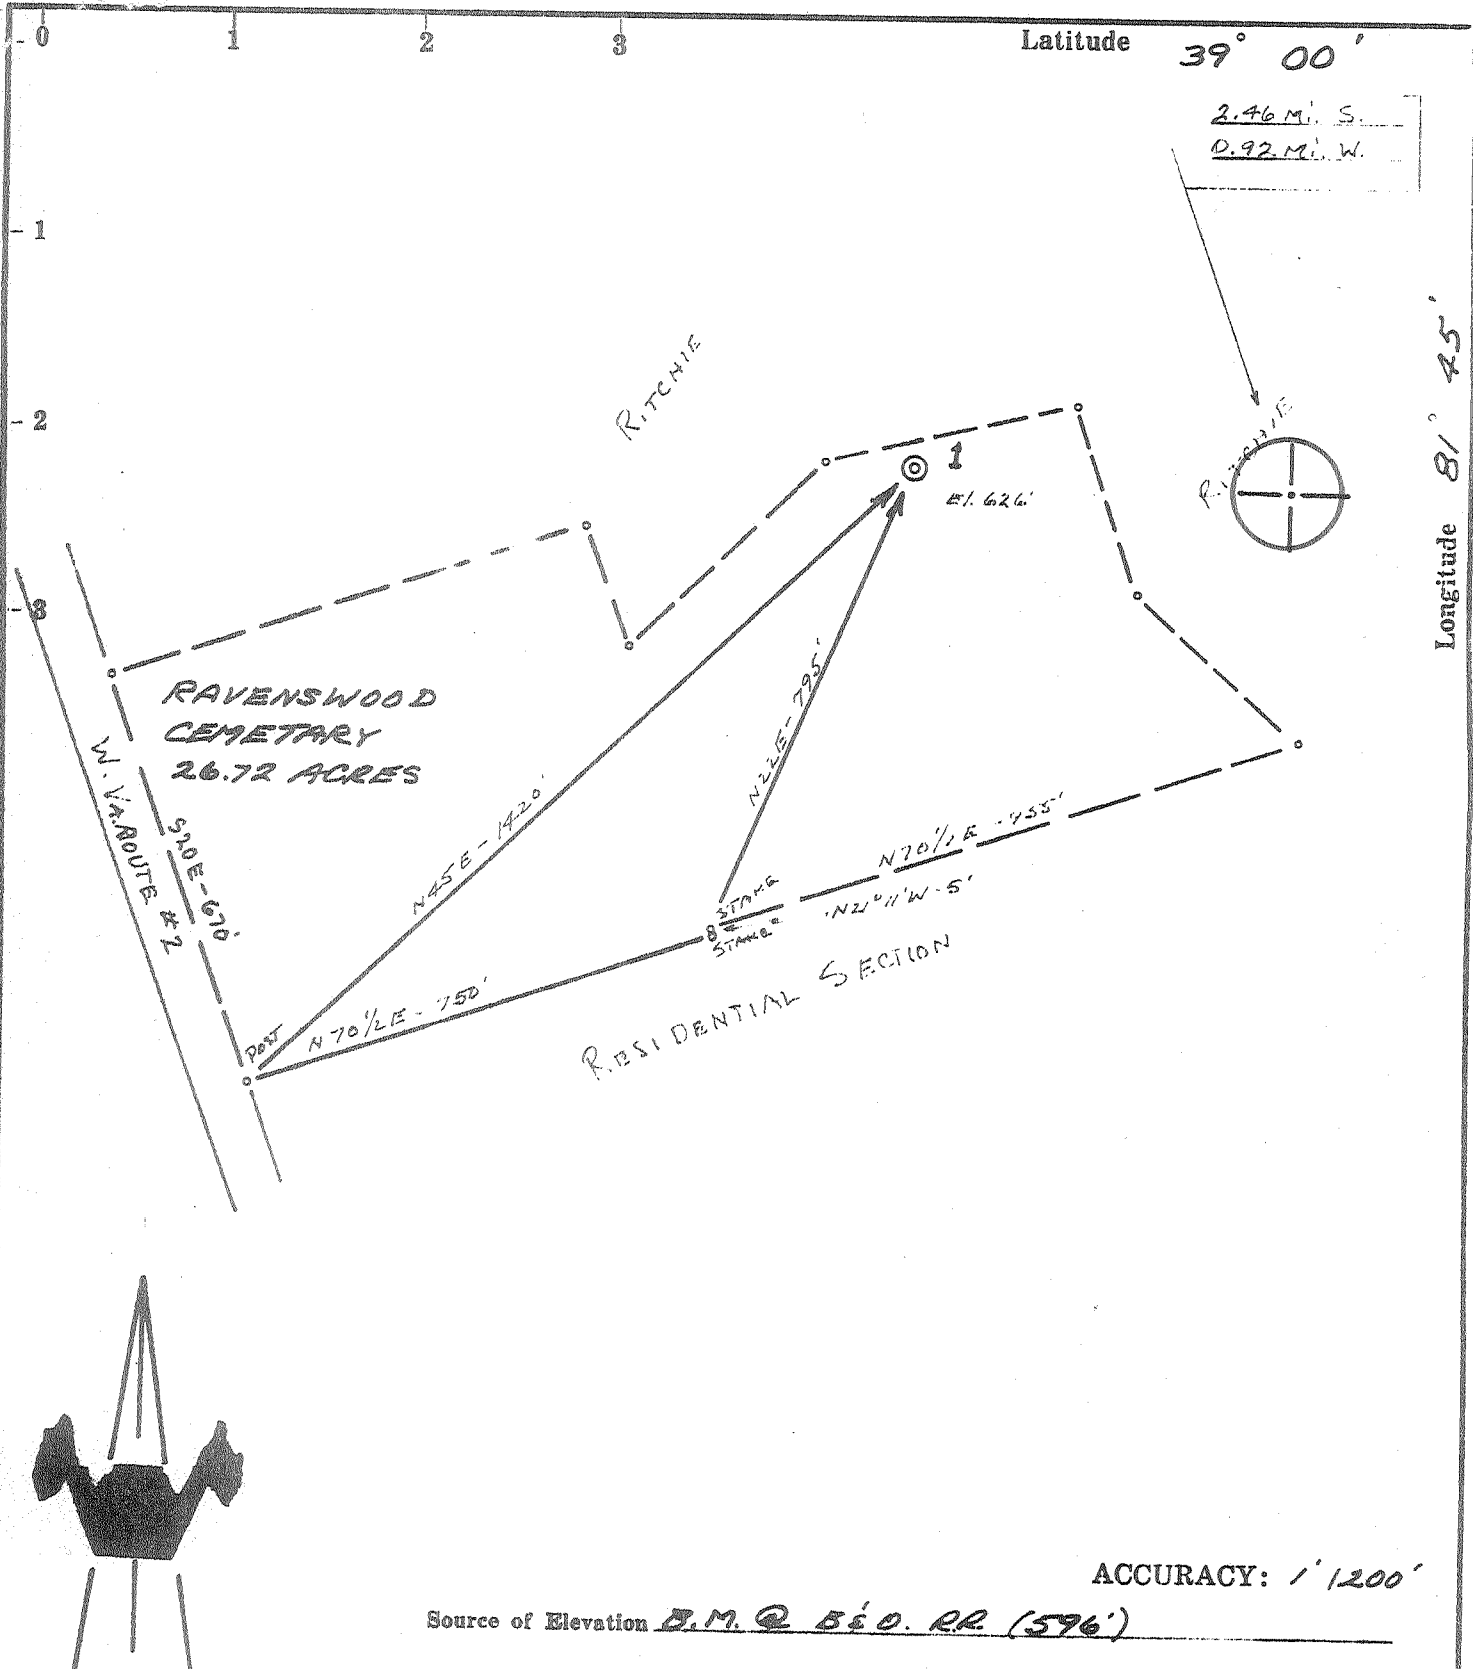 0 1 2 3
Latitude 39° 00'
2.46 Mi. S.
0.92 Mi. W.
- 1
- 2
- 3
Longitude 81° 45'
RITCHIE
RITCHIE
1
El. 626'
RAVENSWOOD
CEMETARY
26.72 ACRES
W. VA. ROUTE #2
S20E-670'
N45E-1420'
N22E-795'
N70½E-955'
STAKE
N21°11'W-5'
STAKE
POST
N70½E-750'
RESIDENTIAL SECTION
ACCURACY: 1' 1200'
Source of Elevation B.M. @ B&O. RR. (596')